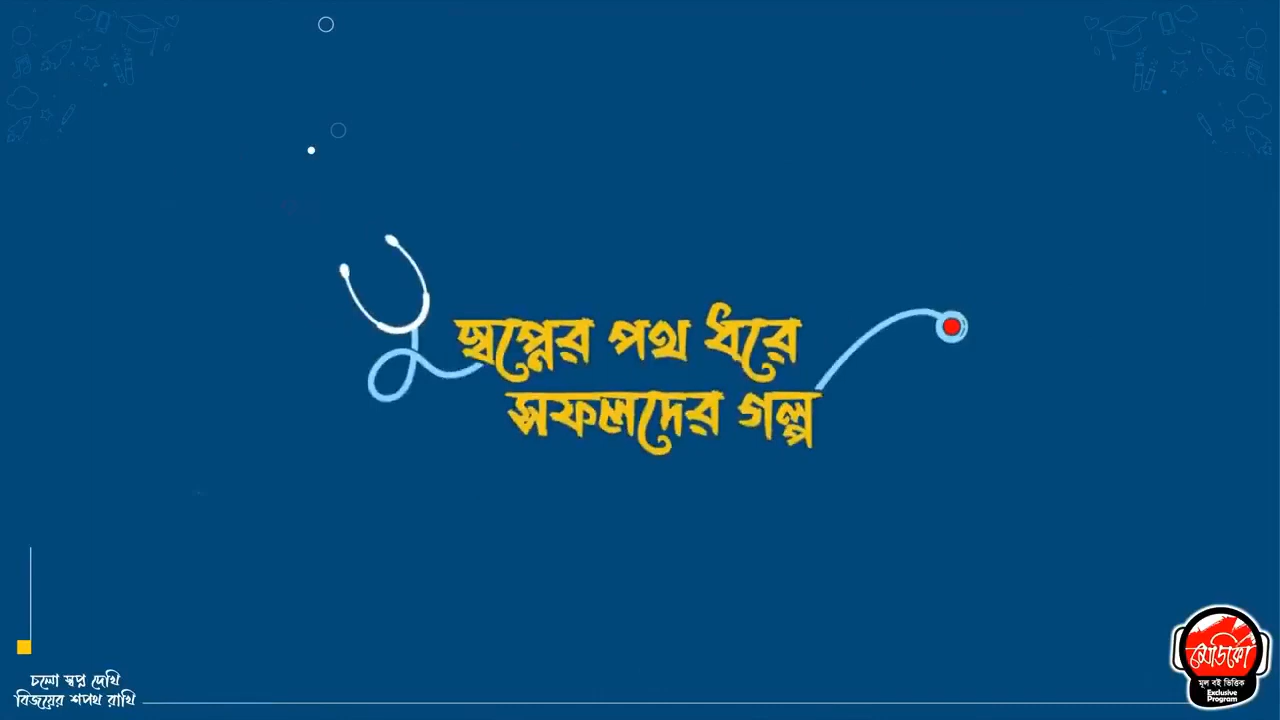 স্বপ্নের পথ ধরে
সফলদের গল্প
চলো স্বপ্ন দেখি
বিজয়ের শপথ রাখি
মেডিকো
মূল বই ভিত্তিক
Exclusive
Program